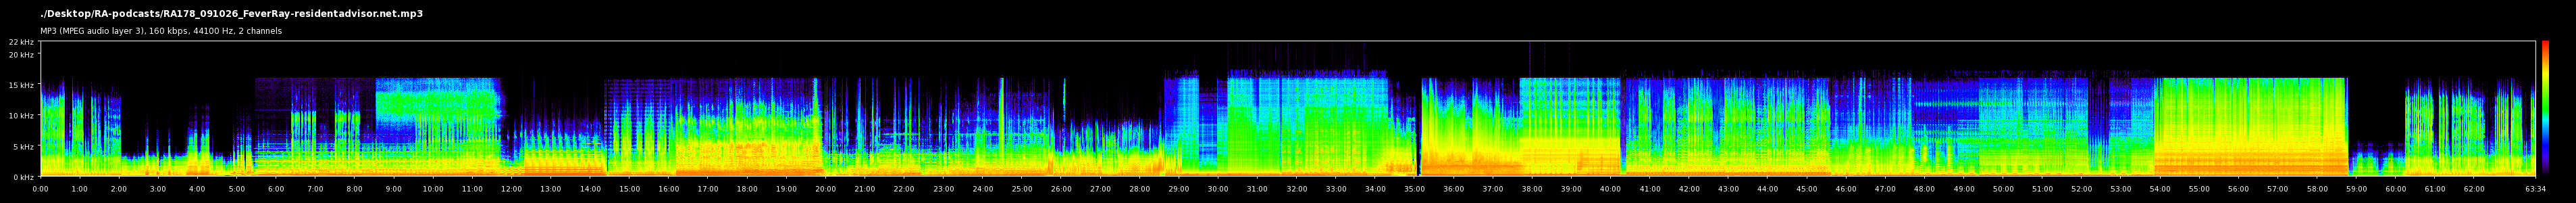 ./Desktop/RA-podcasts/RA178_091026_FeverRay-residentadvisor.net.mp3
MP3 (MPEG audio layer 3), 160 kbps, 44100 Hz, 2 channels
22 kHz
20 kHz
15 kHz
10 kHz
5 kHz
0 kHz
0:00 1:00 2:00 3:00 4:00 5:00 6:00 7:00 8:00 9:00 10:00 11:00 12:00 13:00 14:00 15:00 16:00 17:00 18:00 19:00 20:00 21:00 22:00 23:00 24:00 25:00 26:00 27:00 28:00 29:00 30:00 31:00 32:00 33:00 34:00 35:00 36:00 37:00 38:00 39:00 40:00 41:00 42:00 43:00 44:00 45:00 46:00 47:00 48:00 49:00 50:00 51:00 52:00 53:00 54:00 55:00 56:00 57:00 58:00 59:00 60:00 61:00 62:00 63:34